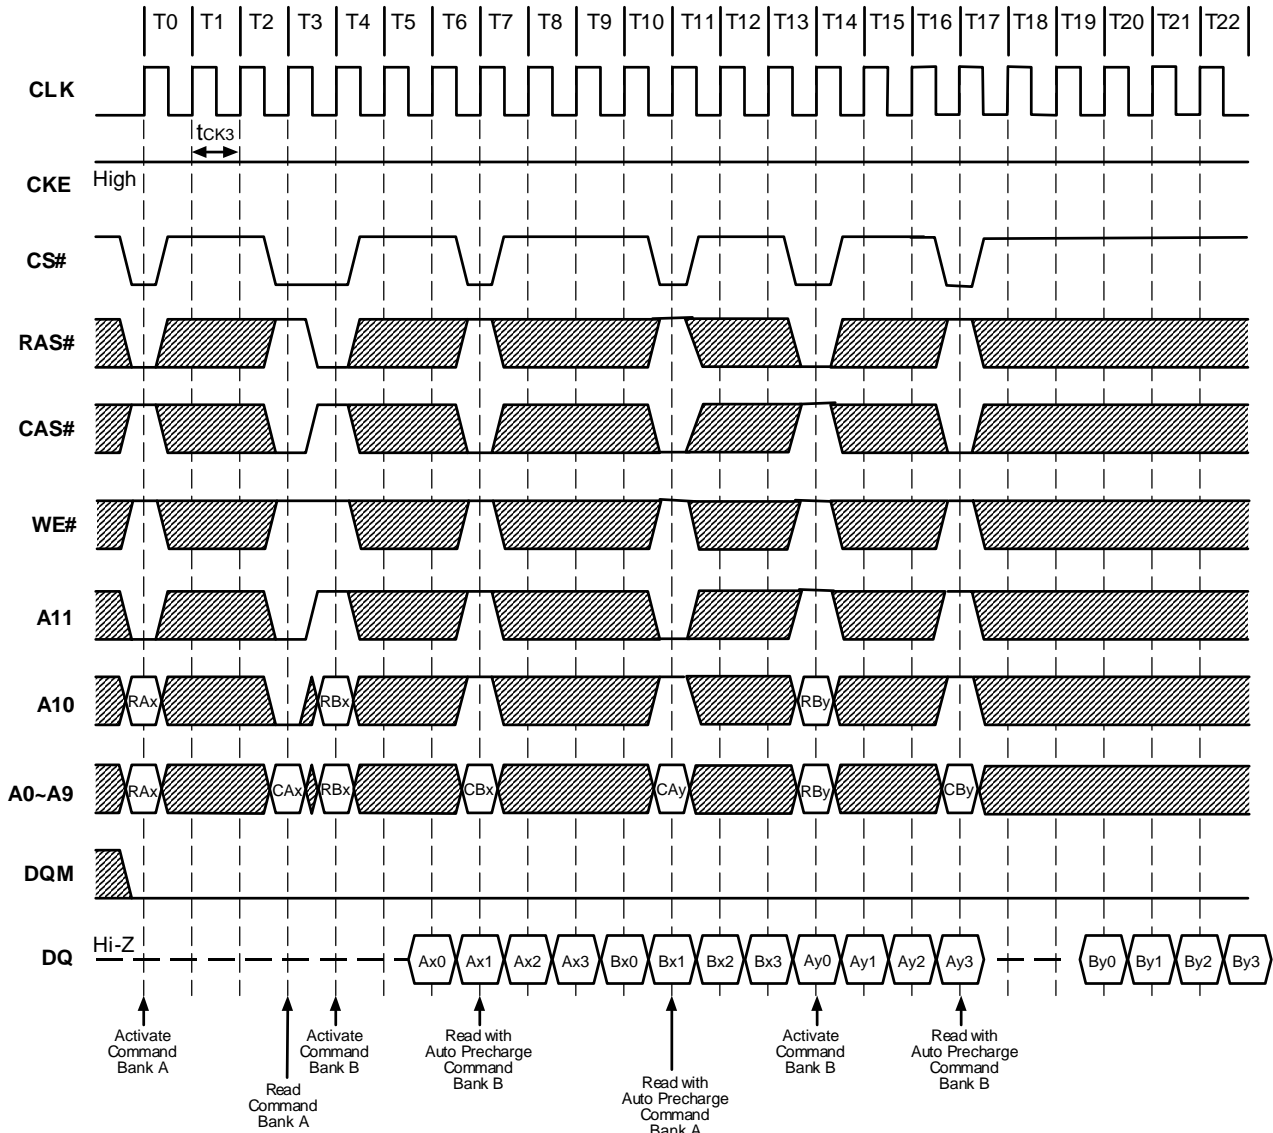 T0 T1 T2 T3 T4 T5 T6 T7 T8 T9 T10 T11 T12 T13 T14 T15 T16 T17 T18 T19 T20 T21 T22
CLK
tCK3
CKE High
CS#
RAS#
CAS#
WE#
A11
A10 RAx RBx RBy
A0~A9 RAx CAx RBx CBx CAy RBy CBy
DQM
DQ Hi-Z Ax0 Ax1 Ax2 Ax3 Bx0 Bx1 Bx2 Bx3 Ay0 Ay1 Ay2 Ay3 By0 By1 By2 By3
Activate
Command
Bank A
Read
Command
Bank A
Activate
Command
Bank B
Read with
Auto Precharge
Command
Bank B
Read with
Auto Precharge
Command
Bank A
Activate
Command
Bank B
Read with
Auto Precharge
Command
Bank B